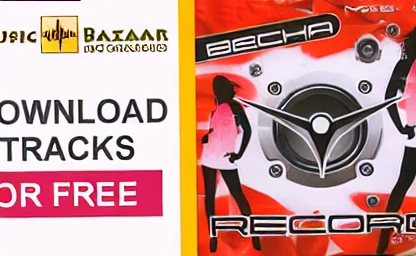 USIC BAZAAR
OWNLOAD
TRACKS
OR FREE
ВЕСНА
RECORD